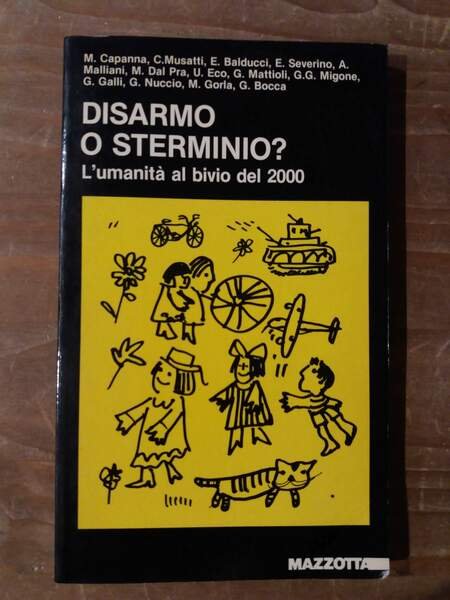 M. Capanna, C.Musatti, E. Balducci, E. Severino, A.
Malliani, M. Dal Pra, U. Eco, G. Mattioli, G.G. Migone,
G. Galli, G. Nuccio, M. Gorla, G. Bocca
DISARMO
O STERMINIO?
L'umanità al bivio del 2000
MAZZOTTA